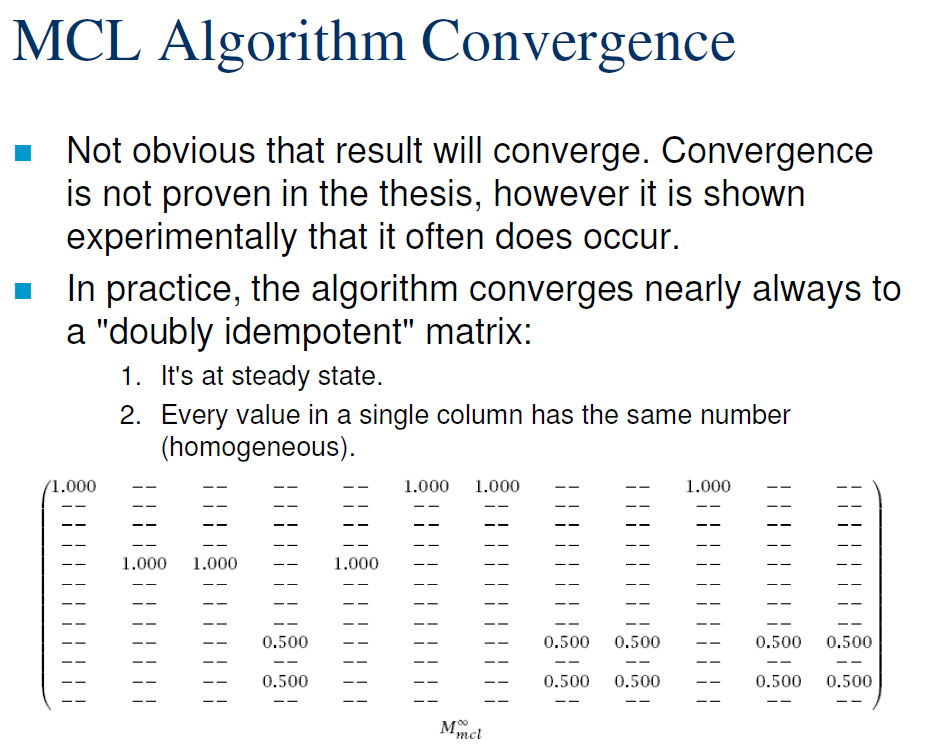 MCL Algorithm Convergence
Not obvious that result will converge. Convergence
is not proven in the thesis, however it is shown
experimentally that it often does occur.
In practice, the algorithm converges nearly always to
a "doubly idempotent" matrix:
1. It's at steady state.
2. Every value in a single column has the same number
(homogeneous).
1.000 -- -- -- -- 1.000 1.000 -- -- 1.000 -- --
-- -- -- -- -- -- -- -- -- -- -- --
-- -- -- -- -- -- -- -- -- -- -- --
-- -- -- -- -- -- -- -- -- -- -- --
-- 1.000 1.000 -- 1.000 -- -- -- -- -- -- --
-- -- -- -- -- -- -- -- -- -- -- --
-- -- -- -- -- -- -- -- -- -- -- --
-- -- -- -- -- -- -- -- -- -- -- --
-- -- -- 0.500 -- -- -- 0.500 0.500 -- 0.500 0.500
-- -- -- -- -- -- -- -- -- -- -- --
-- -- -- 0.500 -- -- -- 0.500 0.500 -- 0.500 0.500
-- -- -- -- -- -- -- -- -- -- -- --
M∞mcl